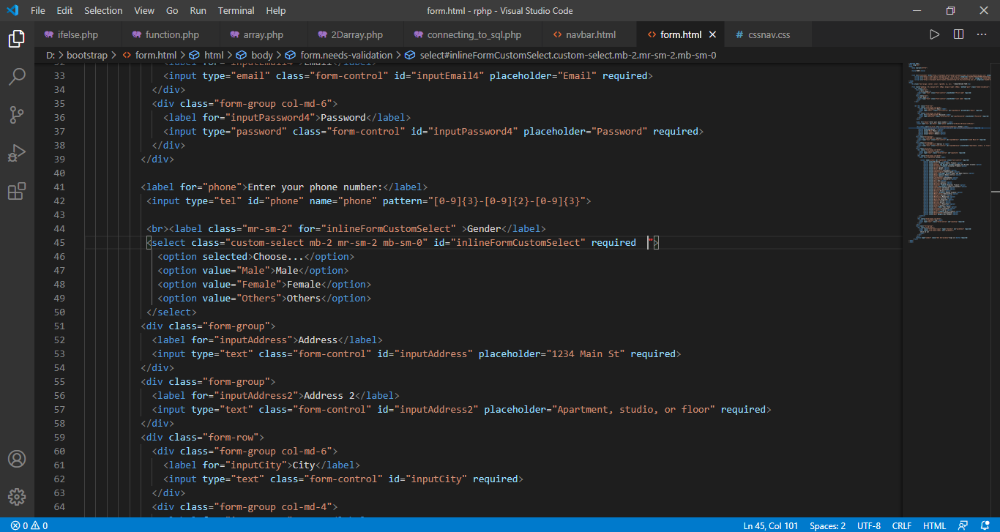 File Edit Selection View Go Run Terminal Help form.html - rphp - Visual Studio Code
ifelse.php function.php array.php 2Darray.php connecting_to_sql.php navbar.html form.html cssnav.css
D: > bootstrap > form.html > html > body > form.needs-validation > select#inlineFormCustomSelect.custom-select.mb-2.mr-sm-2.mb-sm-0
32 <label for="inputEmail4">Email</label>
33 <input type="email" class="form-control" id="inputEmail4" placeholder="Email" required>
34 </div>
35 <div class="form-group col-md-6">
36 <label for="inputPassword4">Password</label>
37 <input type="password" class="form-control" id="inputPassword4" placeholder="Password" required>
38 </div>
39 </div>
40
41 <label for="phone">Enter your phone number:</label>
42 <input type="tel" id="phone" name="phone" pattern="[0-9]{3}-[0-9]{2}-[0-9]{3}">
43
44 <br><label class="mr-sm-2" for="inlineFormCustomSelect" >Gender</label>
45 <select class="custom-select mb-2 mr-sm-2 mb-sm-0" id="inlineFormCustomSelect" required  ">
46 <option selected>Choose...</option>
47 <option value="Male">Male</option>
48 <option value="Female">Female</option>
49 <option value="Others">Others</option>
50 </select>
51 <div class="form-group">
52 <label for="inputAddress">Address</label>
53 <input type="text" class="form-control" id="inputAddress" placeholder="1234 Main St" required>
54 </div>
55 <div class="form-group">
56 <label for="inputAddress2">Address 2</label>
57 <input type="text" class="form-control" id="inputAddress2" placeholder="Apartment, studio, or floor" required>
58 </div>
59 <div class="form-row">
60 <div class="form-group col-md-6">
61 <label for="inputCity">City</label>
62 <input type="text" class="form-control" id="inputCity" required>
63 </div>
64 <div class="form-group col-md-4">
0 0 Ln 45, Col 101 Spaces: 2 UTF-8 CRLF HTML